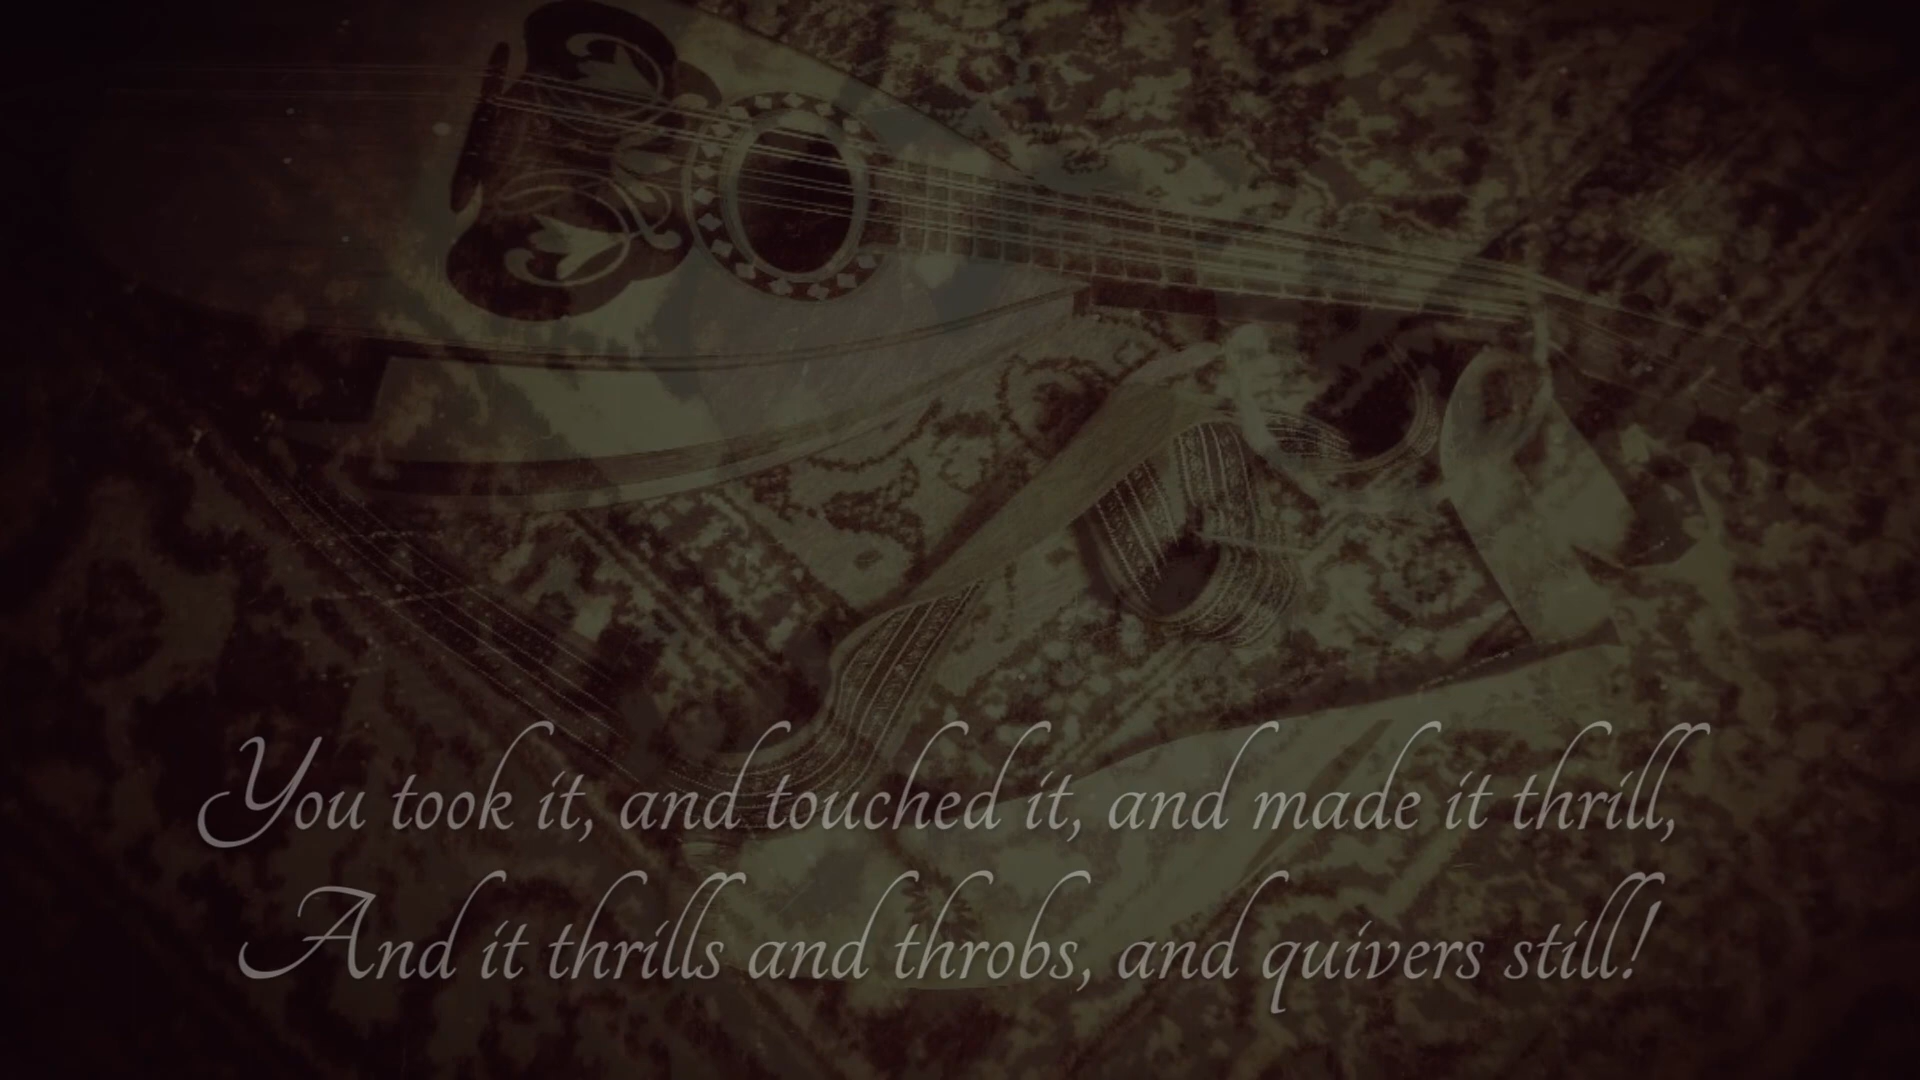 You took it, and touched it, and made it thrill,
And it thrills and throbs, and quivers still!